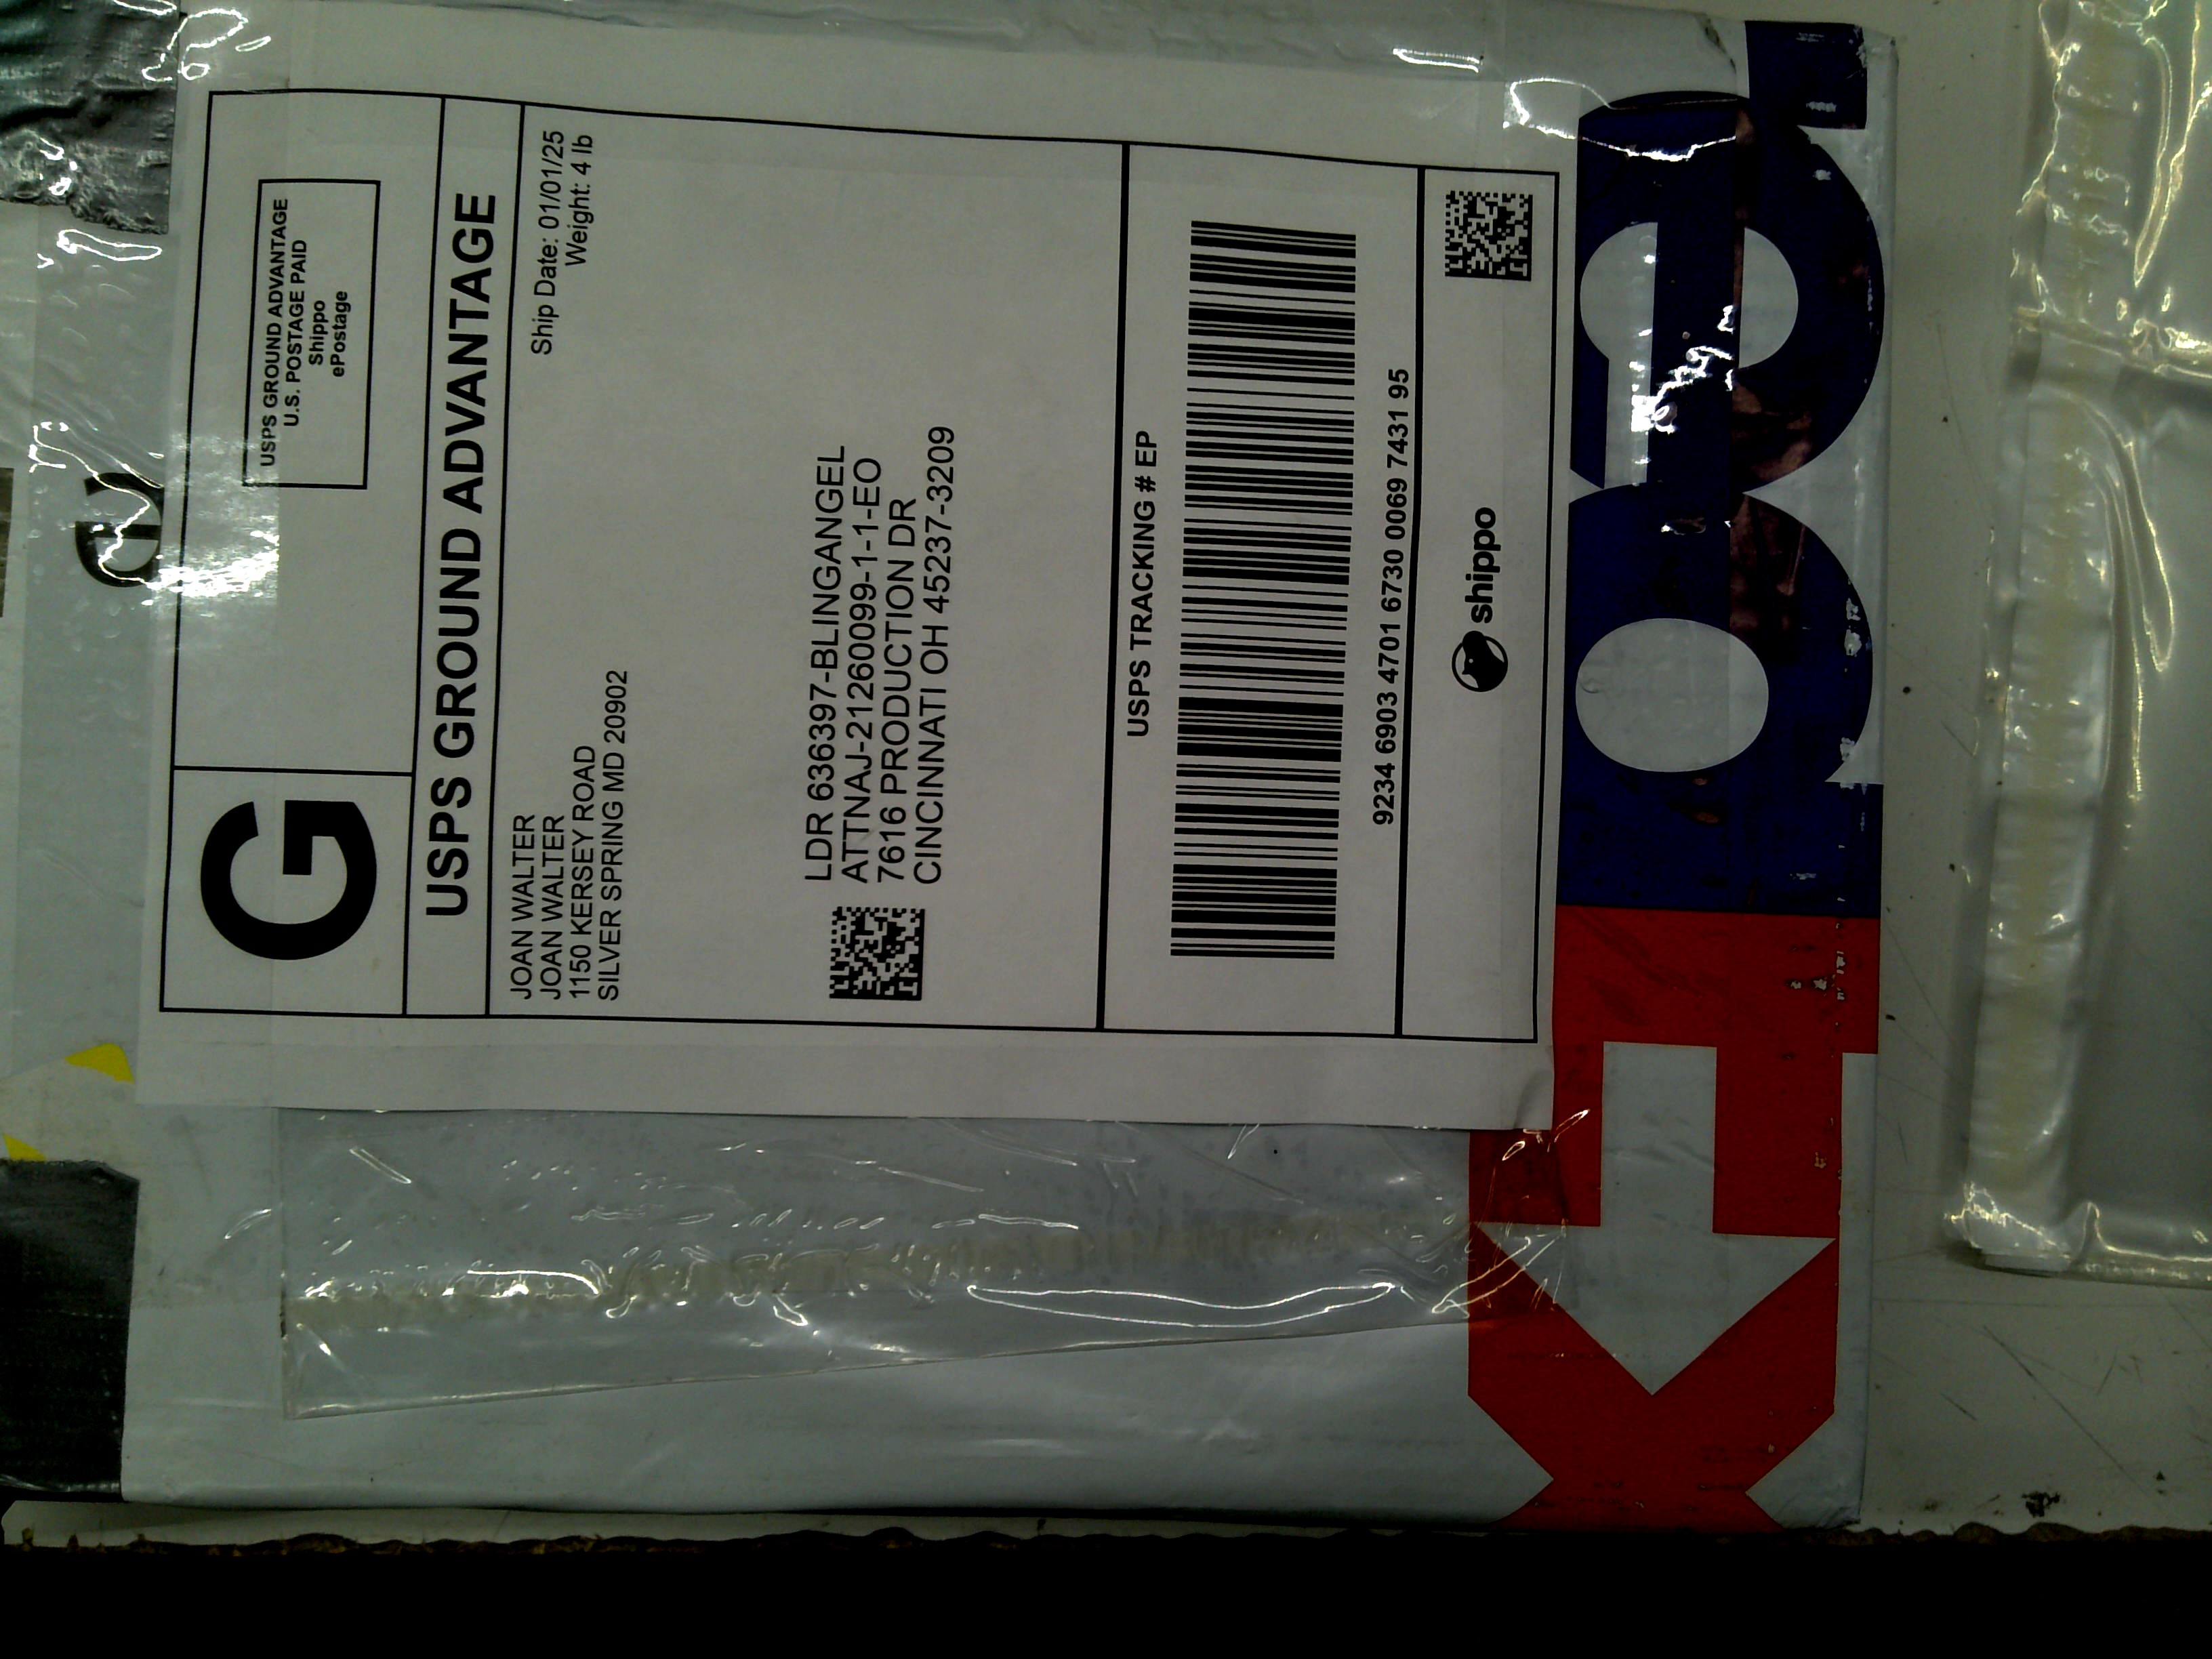 G
USPS GROUND ADVANTAGE
U.S. POSTAGE PAID
Shippo
ePostage
USPS GROUND ADVANTAGE
Ship Date: 01/01/25
Weight: 4 lb
JOAN WALTER
JOAN WALTER
1150 KERSEY ROAD
SILVER SPRING MD 20902
LDR 636397-BLINGANGEL
ATTNAJ-21260099-1-1-EO
7616 PRODUCTION DR
CINCINNATI OH 45237-3209
USPS TRACKING # EP
9234 6903 4701 6730 0069 7431 95
shippo